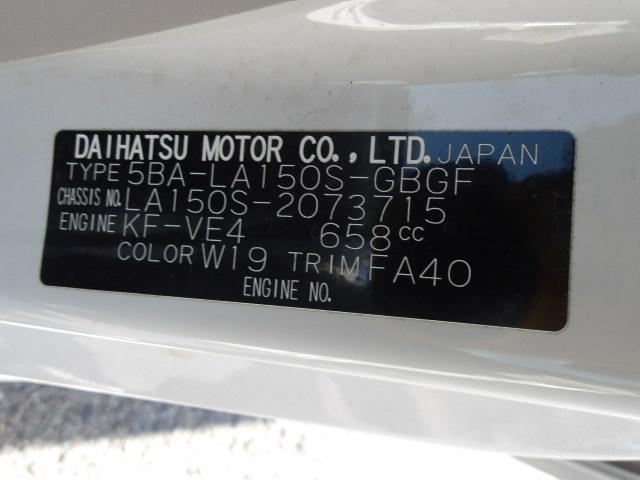 DAIHATSU MOTOR CO., LTD. JAPAN
TYPE 5BA-LA150S-GBGF
CHASSIS NO. LA150S-2073715
ENGINE KF-VE4 658cc
COLOR W19 TRIM FA40
ENGINE NO.